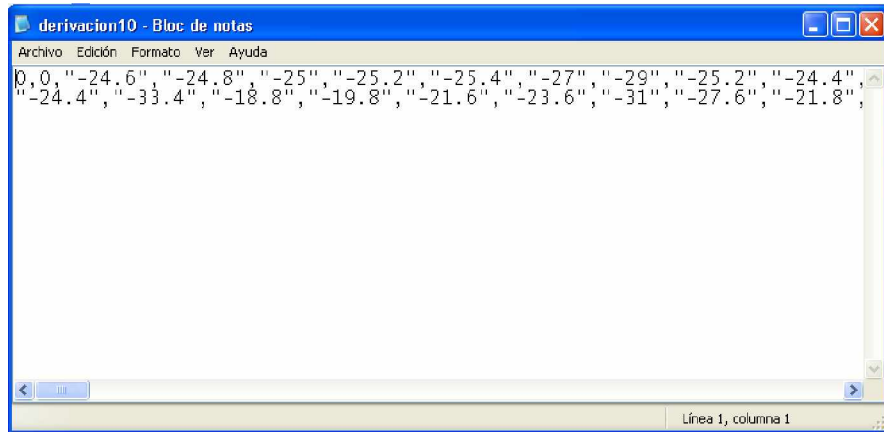 derivacion10 - Bloc de notas
Archivo Edición Formato Ver Ayuda
0,0,"-24.6","-24.8","-25","-25.2","-25.4","-27","-29","-25.2","-24.4",
"-24.4","-33.4","-18.8","-19.8","-21.6","-23.6","-31","-27.6","-21.8",
Línea 1, columna 1